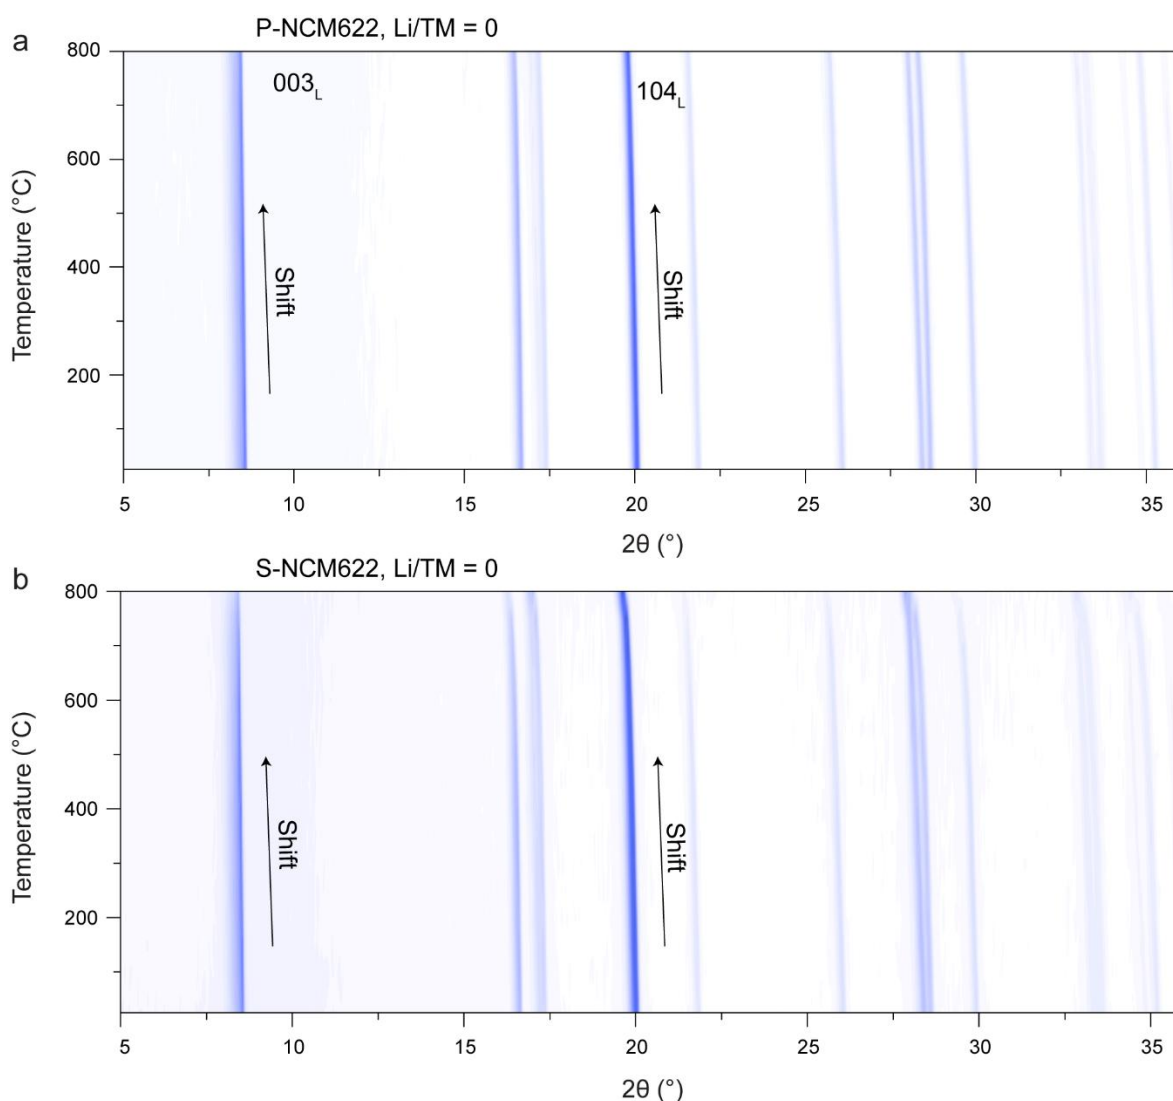 a
P-NCM622, Li/TM = 0
800
600
400
200
Temperature (°C)
003L
104L
Shift
Shift
5 10 15 20 25 30 35
2θ (°)
b
S-NCM622, Li/TM = 0
800
600
400
200
Temperature (°C)
Shift
Shift
5 10 15 20 25 30 35
2θ (°)